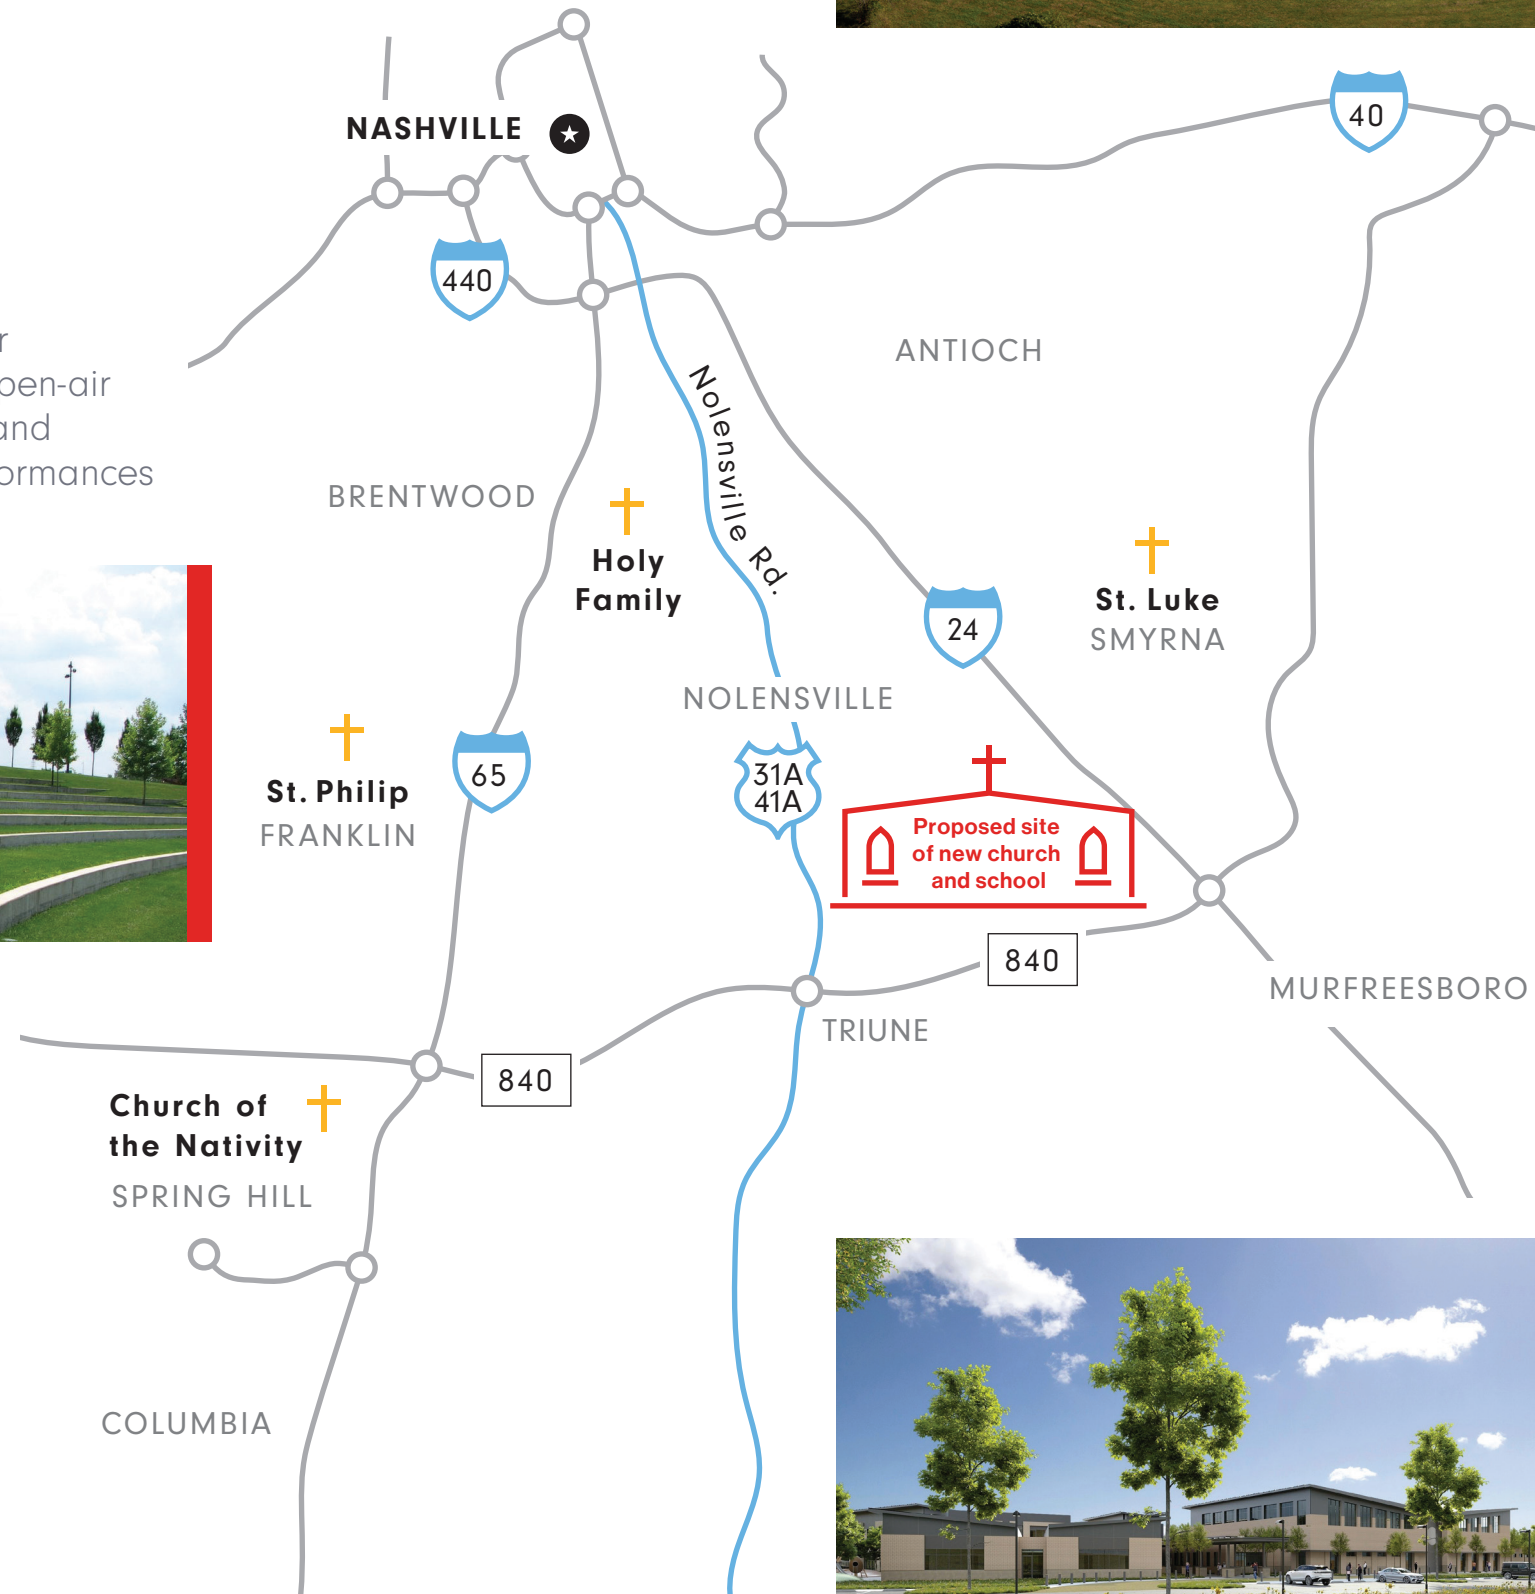 NASHVILLE
40
440
r
pen-air
and
ormances
ANTIOCH
Nolensville Rd.
BRENTWOOD
Holy
Family
St. Luke
SMYRNA
24
NOLENSVILLE
St. Philip
FRANKLIN
65
31A
41A
Proposed site
of new church
and school
840
MURFREESBORO
TRIUNE
840
Church of
the Nativity
SPRING HILL
COLUMBIA